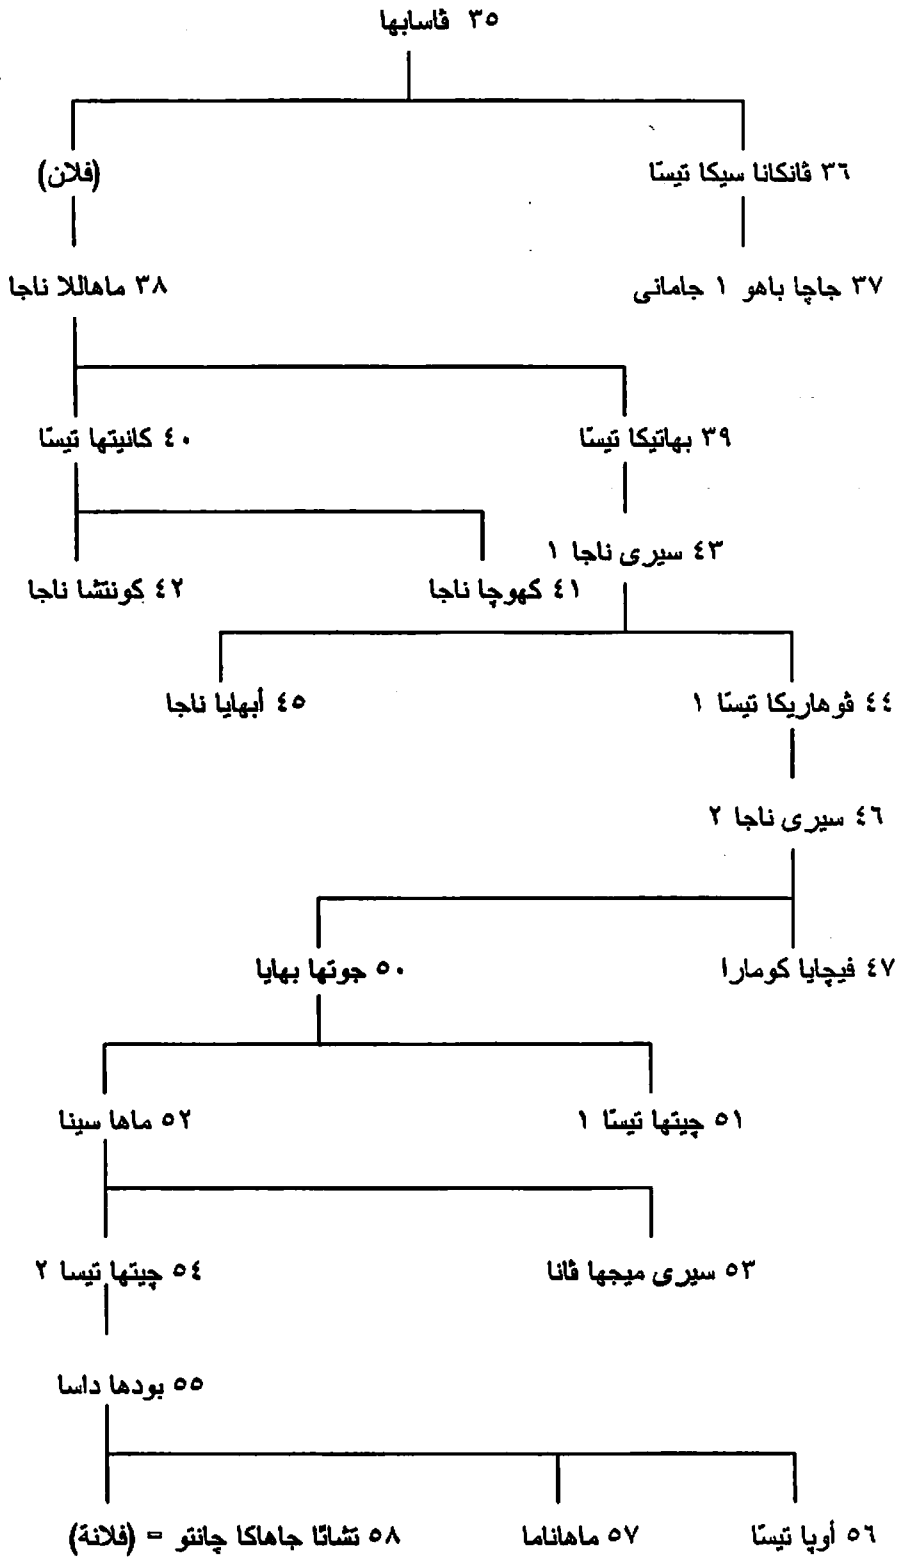 ٣٥ ڤاسابها
٣٦ ڤانكانا سيكا تيسّا
(فلان)
٣٧ جاچا باهو ١ جامانى
٣٨ ماهاللا ناجا
٣٩ بهاتيكا تيسّا
٤٠ كانيتها تيسّا
٤٣ سيرى ناجا ١
٤١ كهوچا ناجا
٤٢ كونتشا ناجا
٤٤ ڤوهاريكا تيسّا ١
٤٥ أبهايا ناجا
٤٦ سيرى ناجا ٢
٤٧ فيچايا كومارا
٥٠ جوتها بهايا
٥١ چيتها تيسّا ١
٥٢ ماها سينا
٥٣ سيرى ميجها ڤانا
٥٤ چيتها تيسا ٢
٥٥ بودها داسا
٥٦ أوپا تيسّا
٥٧ ماهاناما
٥٨ تشاتّا جاهاكا چانتو = (فلانة)